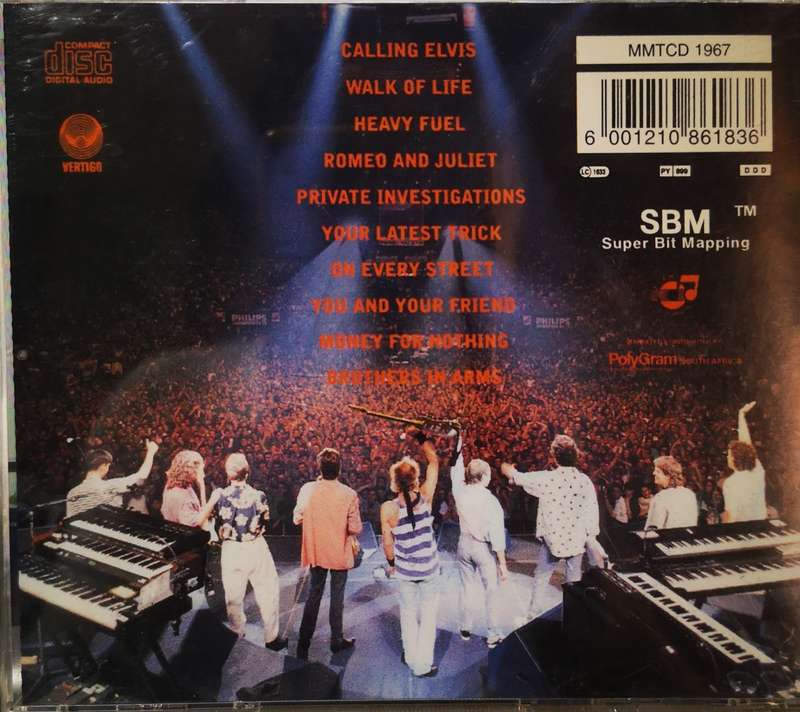 COMPACT
disc
DIGITAL AUDIO
VERTIGO
CALLING ELVIS
WALK OF LIFE
HEAVY FUEL
ROMEO AND JULIET
PRIVATE INVESTIGATIONS
YOUR LATEST TRICK
ON EVERY STREET
YOU AND YOUR FRIEND
MONEY FOR NOTHING
BROTHERS IN ARMS
MMTCD 1967
6 001210 861836
LC 1633
PY 899
DDD
SBM TM
Super Bit Mapping
PHILIPS
PHILIPS
PolyGram SOUTH AFRICA